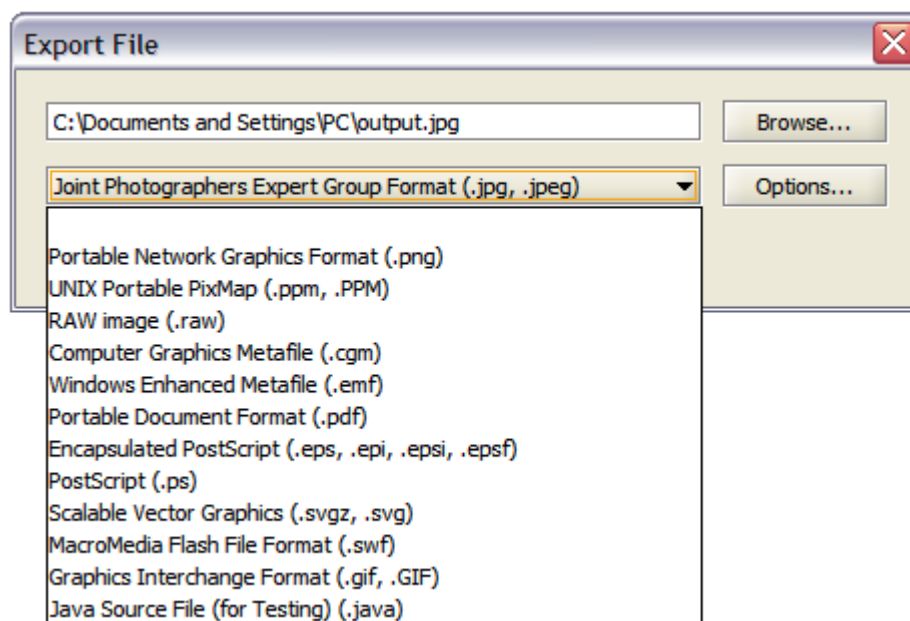 Export File
C:\Documents and Settings\PC\output.jpg
Browse...
Joint Photographers Expert Group Format (.jpg, .jpeg)
Options...
Portable Network Graphics Format (.png)
UNIX Portable PixMap (.ppm, .PPM)
RAW image (.raw)
Computer Graphics Metafile (.cgm)
Windows Enhanced Metafile (.emf)
Portable Document Format (.pdf)
Encapsulated PostScript (.eps, .epi, .epsi, .epsf)
PostScript (.ps)
Scalable Vector Graphics (.svgz, .svg)
MacroMedia Flash File Format (.swf)
Graphics Interchange Format (.gif, .GIF)
Java Source File (for Testing) (.java)